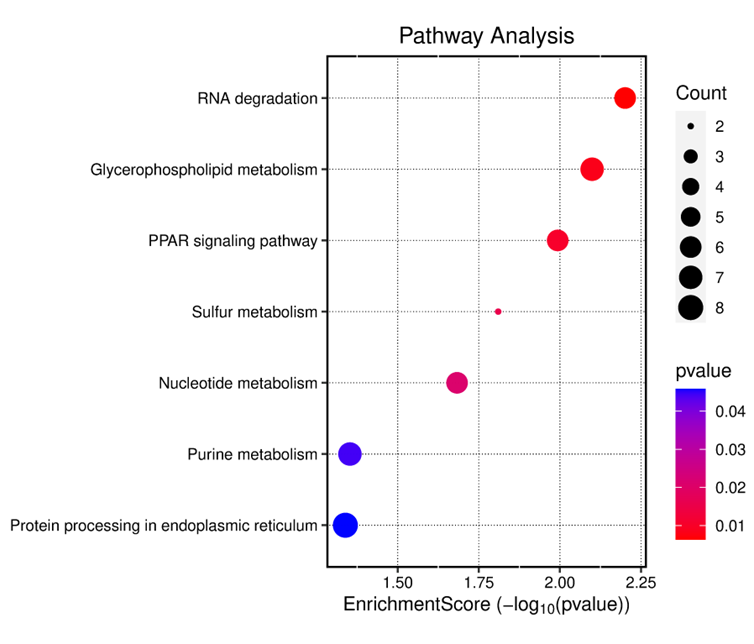 Pathway Analysis
RNA degradation
Glycerophospholipid metabolism
PPAR signaling pathway
Sulfur metabolism
Nucleotide metabolism
Purine metabolism
Protein processing in endoplasmic reticulum
1.50 1.75 2.00 2.25
EnrichmentScore (−log₁₀(pvalue))
Count
2
3
4
5
6
7
8
pvalue
0.04
0.03
0.02
0.01